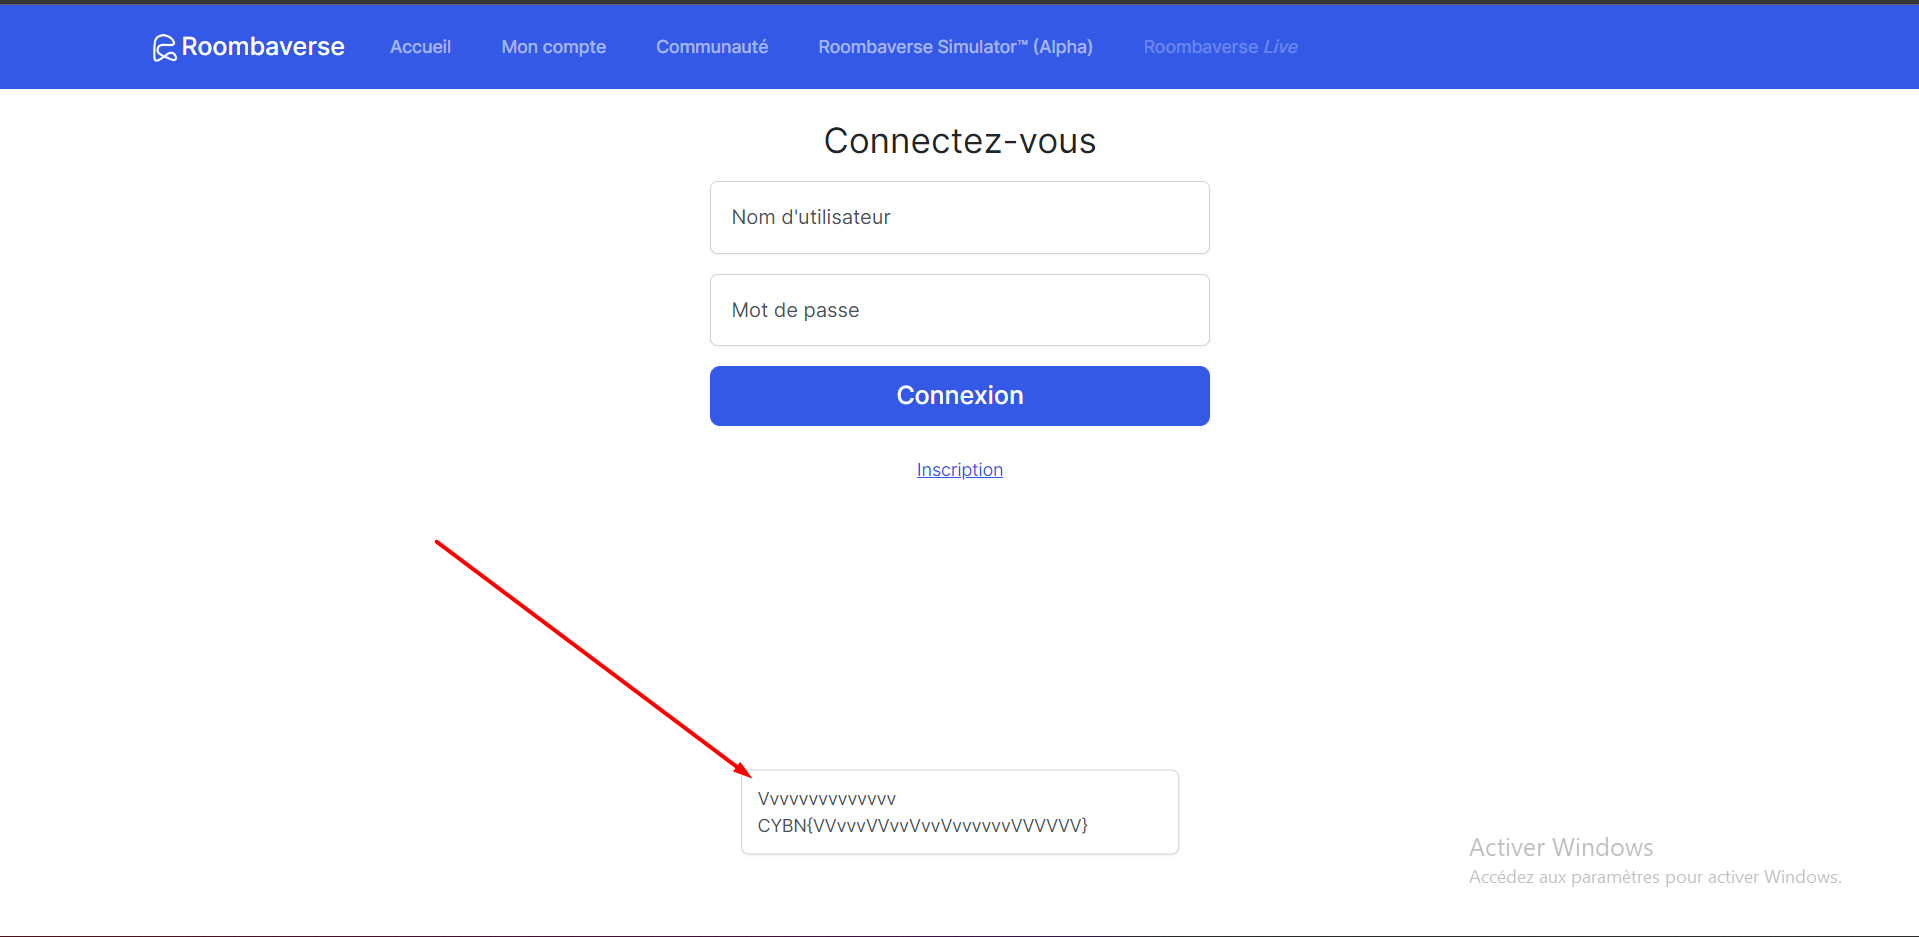 Roombaverse Accueil Mon compte Communauté Roombaverse Simulator™ (Alpha) Roombaverse Live
Connectez-vous
Nom d'utilisateur
Mot de passe
Connexion
Inscription
Vvvvvvvvvvvvvv
CYBN{VVvvvVVvvVvvVvvvvvvVVVVVV}
Activer Windows
Accédez aux paramètres pour activer Windows.